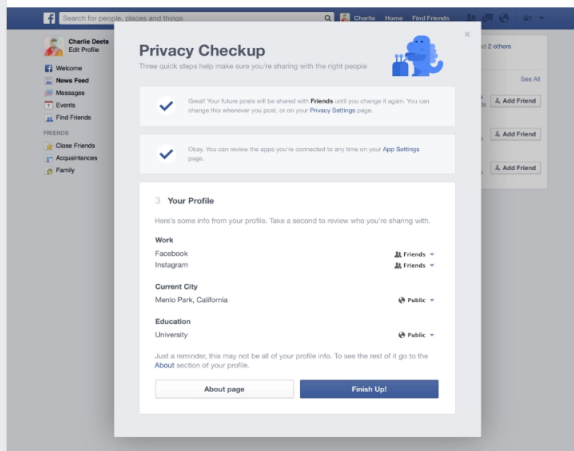 Search for people, places and things
Charlie Home Find Friends
Charlie Deets
Edit Profile
Welcome
News Feed
Messages
Events
Find Friends
FRIENDS
Close Friends
Acquaintances
Family
2 others
See All
Add Friend
Add Friend
Add Friend
Privacy Checkup
Three quick steps help make sure you're sharing with the right people
Great! Your future posts will be shared with Friends until you change it again. You can
change this whenever you post, or on your Privacy Settings page.
Okay. You can review the apps you're connected to any time on your App Settings
page.
3 Your Profile
Here's some info from your profile. Take a second to review who you're sharing with.
Work
Facebook Friends
Instagram Friends
Current City
Menlo Park, California Public
Education
University Public
Just a reminder, this may not be all of your profile info. To see the rest of it go to the
About section of your profile.
About page Finish Up!